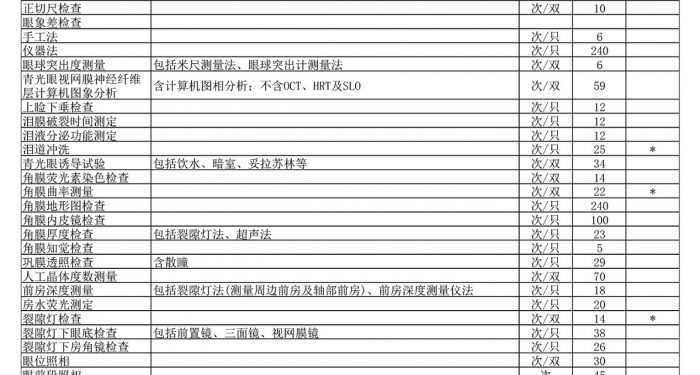 正切尺检查 次/双 10
眼象差检查
手工法 次/只 6
仪器法 次/只 240
眼球突出度测量 包括米尺测量法、眼球突出计测量法 次/双 6
青光眼视网膜神经纤维
层计算机图象分析 含计算机图相分析；不含OCT、HRT及SLO 次/双 59
上睑下垂检查 次/只 12
泪膜破裂时间测定 次/只 12
泪液分泌功能测定 次/只 12
泪道冲洗 次/只 25 *
青光眼诱导试验 包括饮水、暗室、妥拉苏林等 次/双 34
角膜荧光素染色检查 次/双 14
角膜曲率测量 次/双 22 *
角膜地形图检查 次/只 240
角膜内皮镜检查 次/只 100
角膜厚度检查 包括裂隙灯法、超声法 次/只 23
角膜知觉检查 次/只 5
巩膜透照检查 含散瞳 次/只 29
人工晶体度数测量 次/双 70
前房深度测量 包括裂隙灯法(测量周边前房及轴部前房)、前房深度测量仪法 次/只 18
房水荧光测定 次/只 20
裂隙灯检查 次/双 14 *
裂隙灯下眼底检查 包括前置镜、三面镜、视网膜镜 次/只 38
裂隙灯下房角镜检查 次/只 26
眼位照相 次/双 30
眼前段照相 次 45